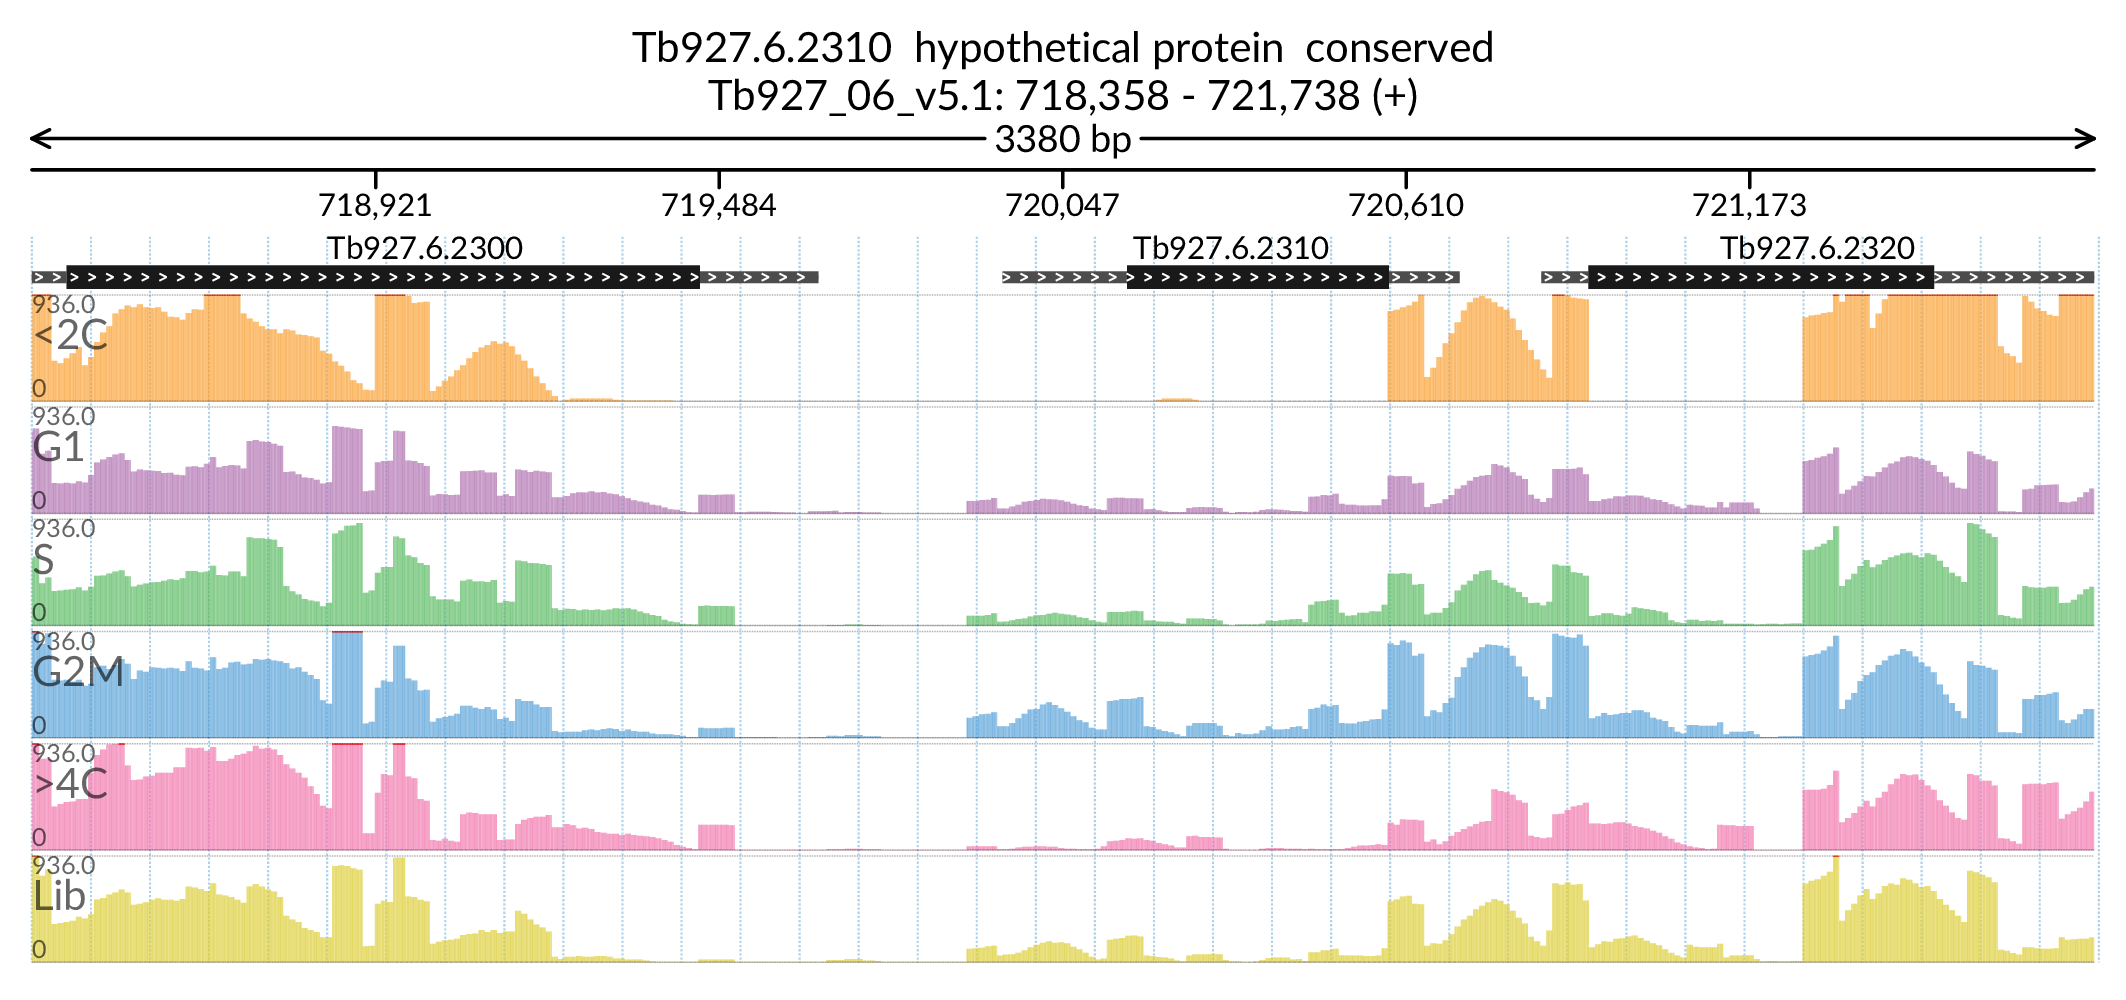 Tb927.6.2310 hypothetical protein conserved
Tb927_06_v5.1: 718,358 - 721,738 (+)
3380 bp
718,921 719,484 720,047 720,610 721,173
Tb927.6.2300 Tb927.6.2310 Tb927.6.2320
936.0
<2C
0
936.0
G1
0
936.0
S
0
936.0
G2M
0
936.0
>4C
0
936.0
Lib
0